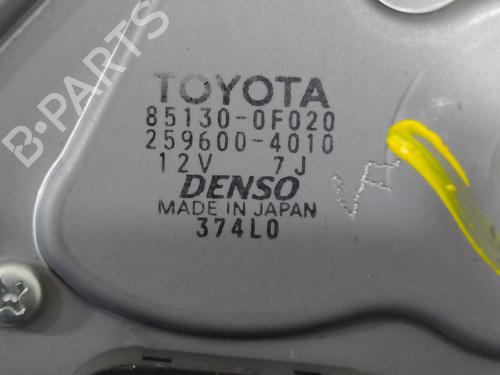 TOYOTA
85130-0F020
259600-4010
12V 7J
DENSO
MADE IN JAPAN
374L0
B-PARTS